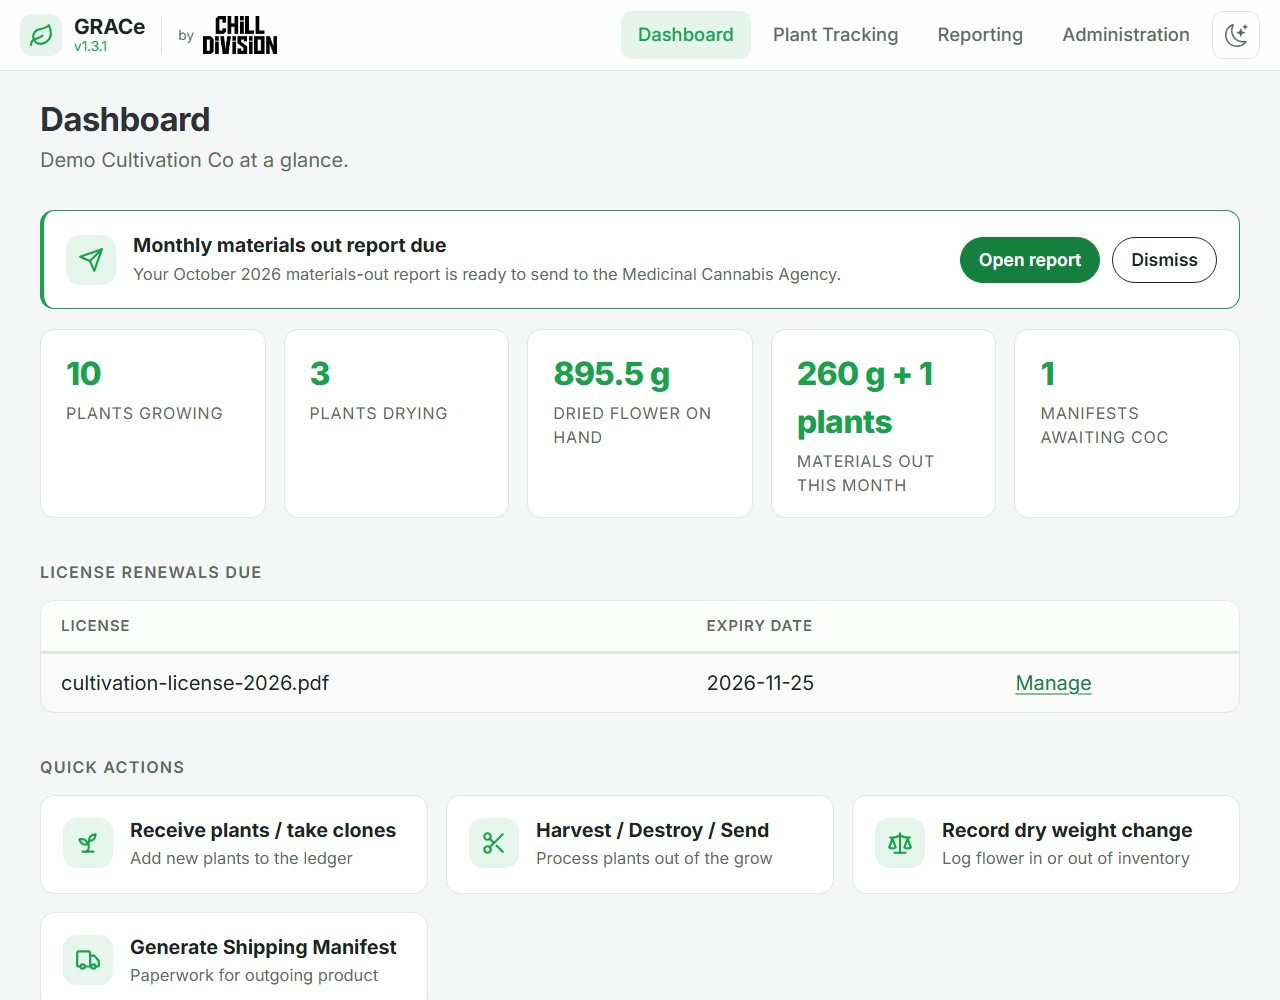 GRACe
v1.3.1
by
CHILL
DIVISION
Dashboard
Plant Tracking
Reporting
Administration
Dashboard
Demo Cultivation Co at a glance.
Monthly materials out report due
Your October 2026 materials-out report is ready to send to the Medicinal Cannabis Agency.
Open report
Dismiss
10
PLANTS GROWING
3
PLANTS DRYING
895.5 g
DRIED FLOWER ON
HAND
260 g + 1
plants
MATERIALS OUT
THIS MONTH
1
MANIFESTS
AWAITING COC
LICENSE RENEWALS DUE
LICENSE
EXPIRY DATE
cultivation-license-2026.pdf
2026-11-25
Manage
QUICK ACTIONS
Receive plants / take clones
Add new plants to the ledger
Harvest / Destroy / Send
Process plants out of the grow
Record dry weight change
Log flower in or out of inventory
Generate Shipping Manifest
Paperwork for outgoing product